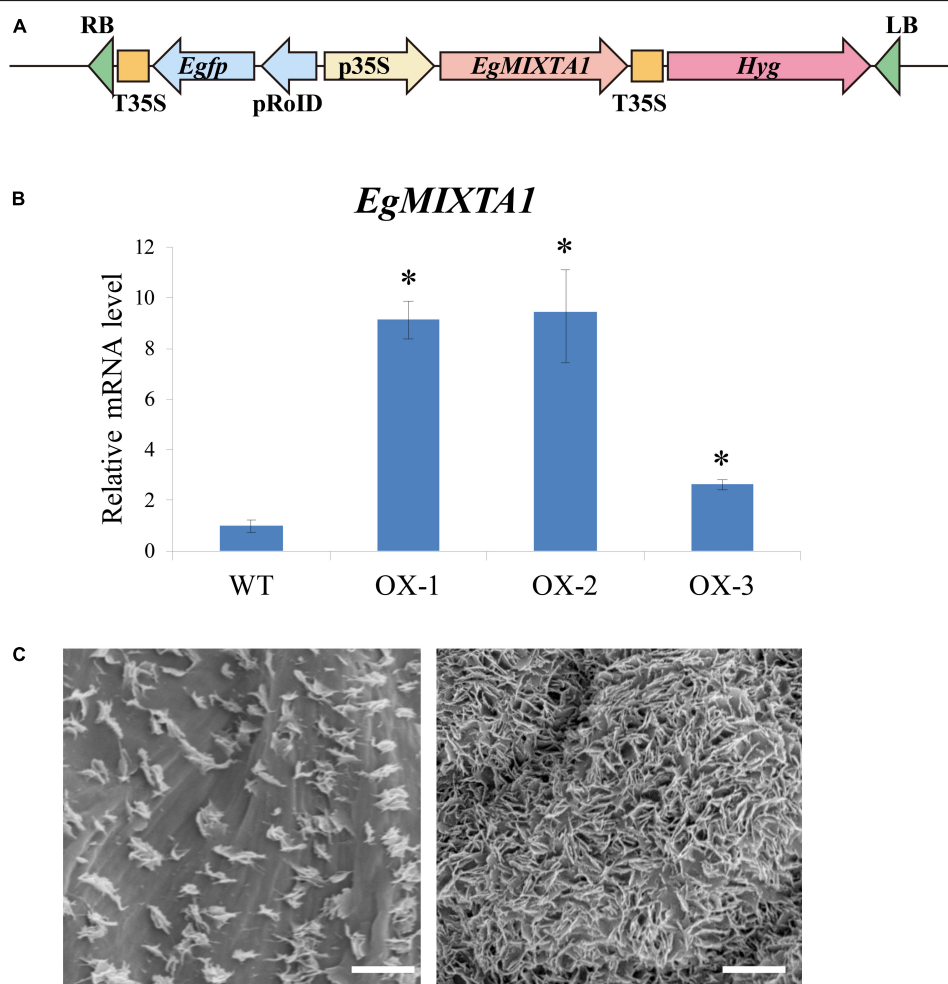 A
RB
LB
Egfp
p35S
EgMIXTA1
Hyg
T35S
pRolD
T35S
B
EgMIXTA1
Relative mRNA level
12
10
8
6
4
2
0
*
*
*
WT
OX-1
OX-2
OX-3
C